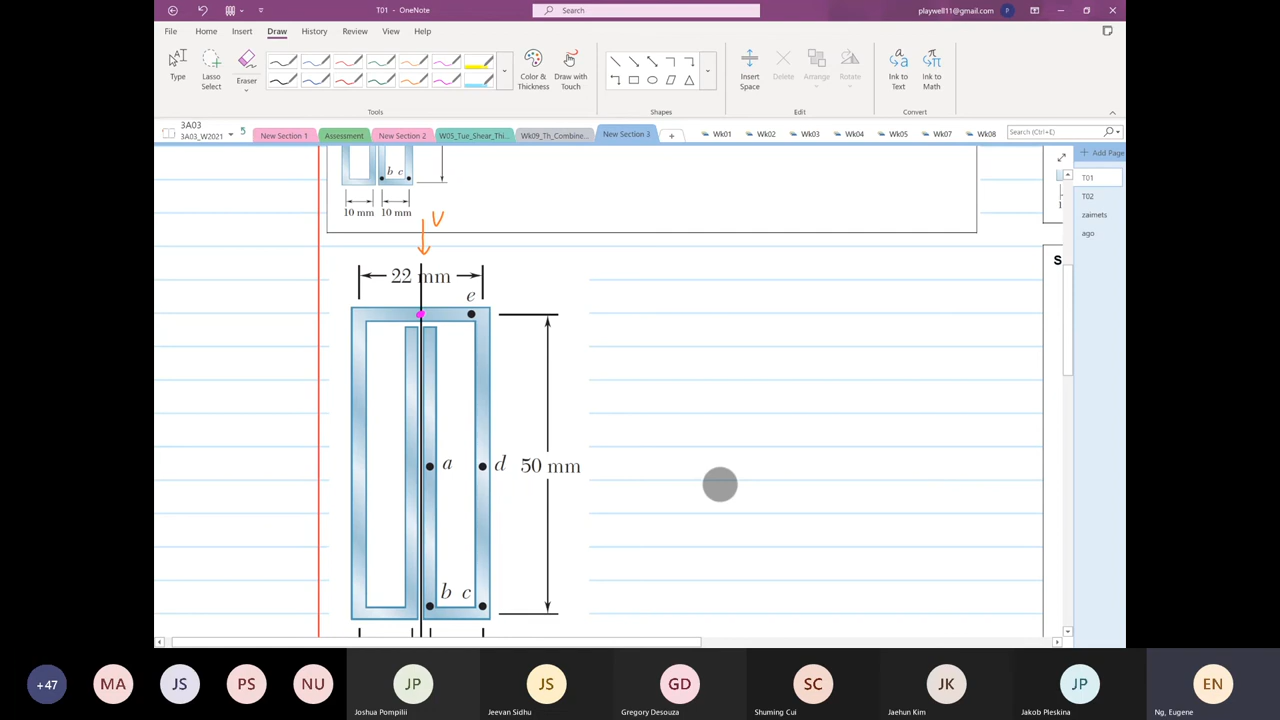 T01 - OneNote
Search
playwell11@gmail.com
P
File Home Insert Draw History Review View Help
Type
Lasso Select
Eraser
Color & Thickness
Draw with Touch
Insert Space
Delete
Arrange
Rotate
Ink to Text
Ink to Math
Tools
Shapes
Edit
Convert
3A03
3A03_W2021
5
New Section 1
Assessment
New Section 2
W05_Tue_Shear_Thi...
Wk09_Th_Combine...
New Section 3
Wk01
Wk02
Wk03
Wk04
Wk05
Wk07
Wk08
Search (Ctrl+E)
Add Page
T01
T02
zaimets
ago
b c
10 mm 10 mm
V
22 mm
S
e
a
d
50 mm
b c
+47
MA
JS
PS
NU
JP
Joshua Pompilii
JS
Jeevan Sidhu
GD
Gregory Desouza
SC
Shuming Cui
JK
Jaehun Kim
JP
Jakob Pleskina
EN
Ng, Eugene